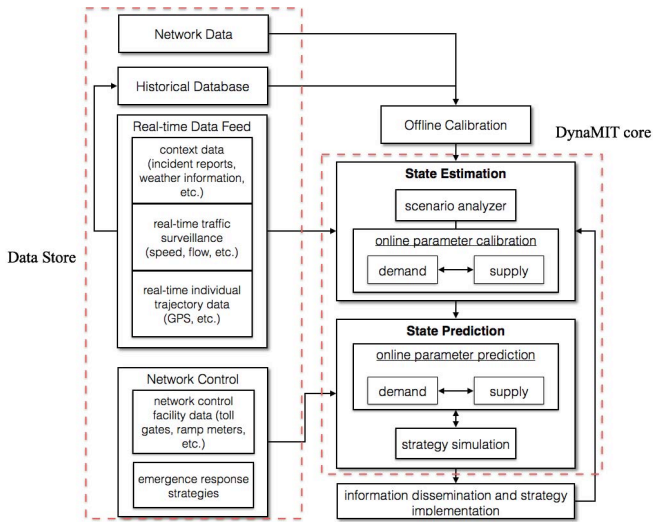 Network Data
Historical Database
Real-time Data Feed
context data
(incident reports,
weather information,
etc.)
real-time traffic
surveillance
(speed, flow, etc.)
real-time individual
trajectory data
(GPS, etc.)
Data Store
Network Control
network control
facility data (toll
gates, ramp meters,
etc.)
emergence response
strategies
Offline Calibration
DynaMIT core
State Estimation
scenario analyzer
online parameter calibration
demand
supply
State Prediction
online parameter prediction
demand
supply
strategy simulation
information dissemination and strategy
implementation